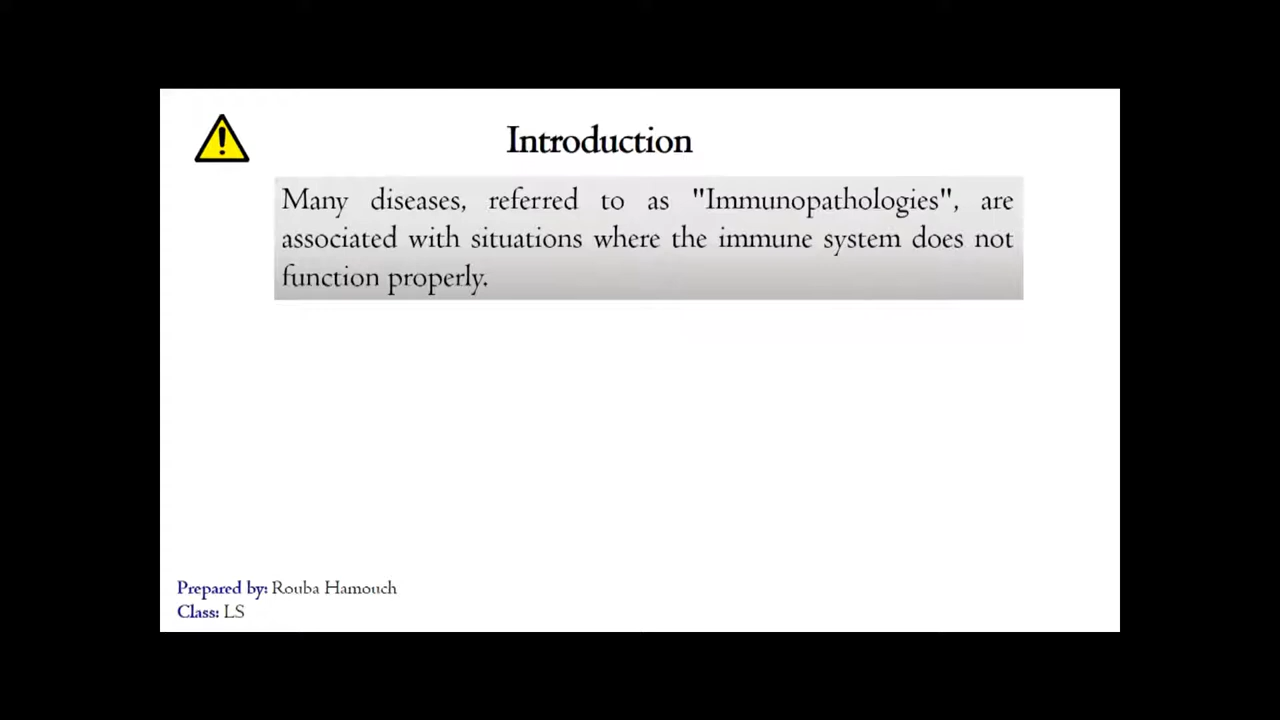 Introduction
Many diseases, referred to as "Immunopathologies", are
associated with situations where the immune system does not
function properly.
Prepared by: Rouba Hamouch
Class: LS